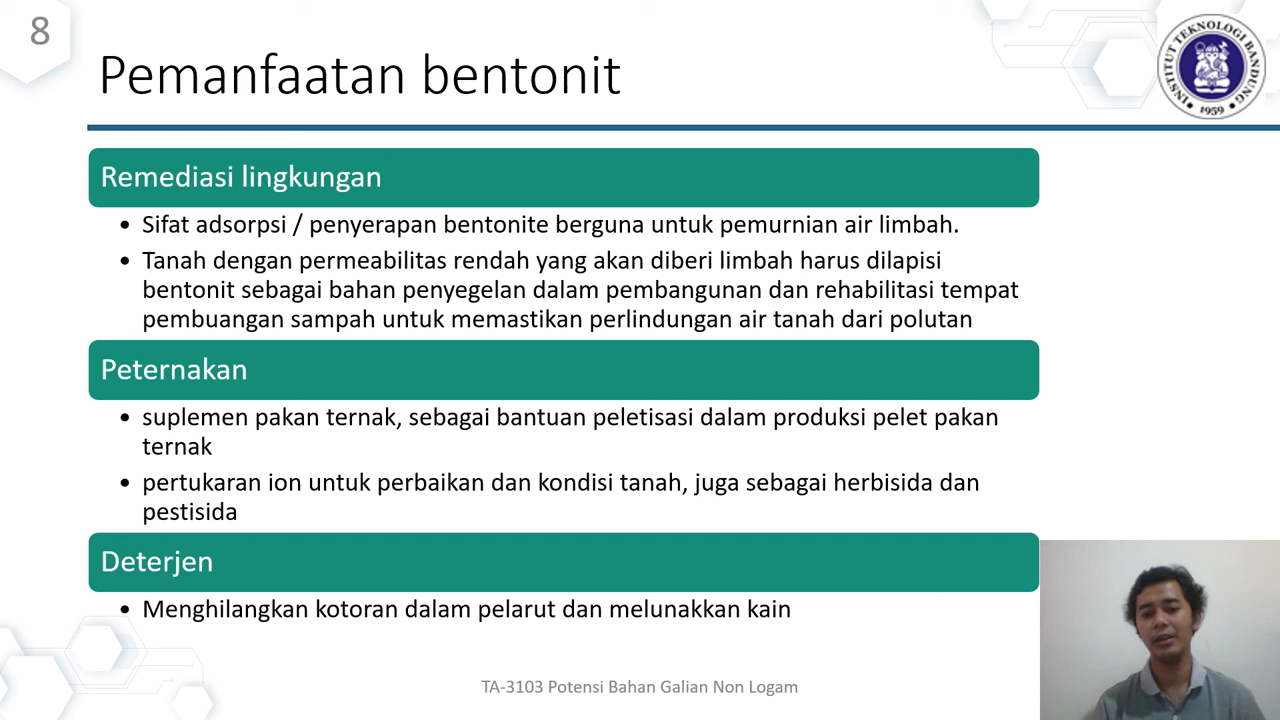 8
Pemanfaatan bentonit
INSTITUT TEKNOLOGI BANDUNG
1959
Remediasi lingkungan
• Sifat adsorpsi / penyerapan bentonite berguna untuk pemurnian air limbah.
• Tanah dengan permeabilitas rendah yang akan diberi limbah harus dilapisi
bentonit sebagai bahan penyegelan dalam pembangunan dan rehabilitasi tempat
pembuangan sampah untuk memastikan perlindungan air tanah dari polutan
Peternakan
• suplemen pakan ternak, sebagai bantuan peletisasi dalam produksi pelet pakan
ternak
• pertukaran ion untuk perbaikan dan kondisi tanah, juga sebagai herbisida dan
pestisida
Deterjen
• Menghilangkan kotoran dalam pelarut dan melunakkan kain
TA-3103 Potensi Bahan Galian Non Logam